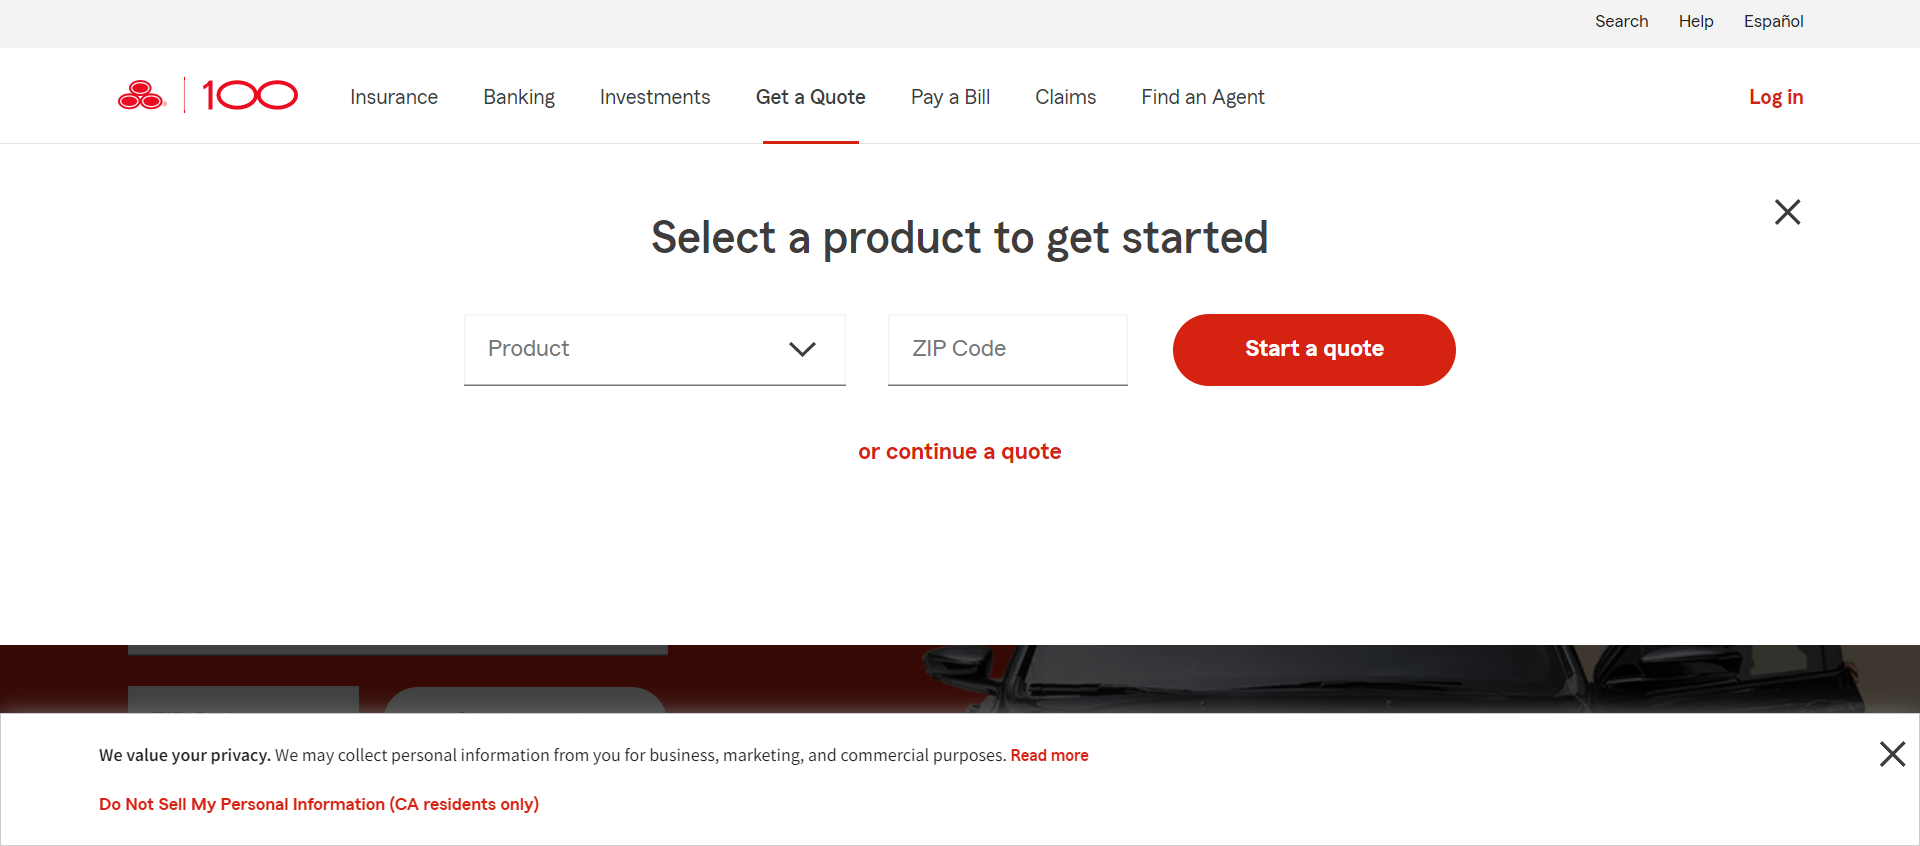 Search Help Español
100 Insurance Banking Investments Get a Quote Pay a Bill Claims Find an Agent Log in
Select a product to get started
Product ZIP Code Start a quote
or continue a quote
We value your privacy. We may collect personal information from you for business, marketing, and commercial purposes. Read more
Do Not Sell My Personal Information (CA residents only)